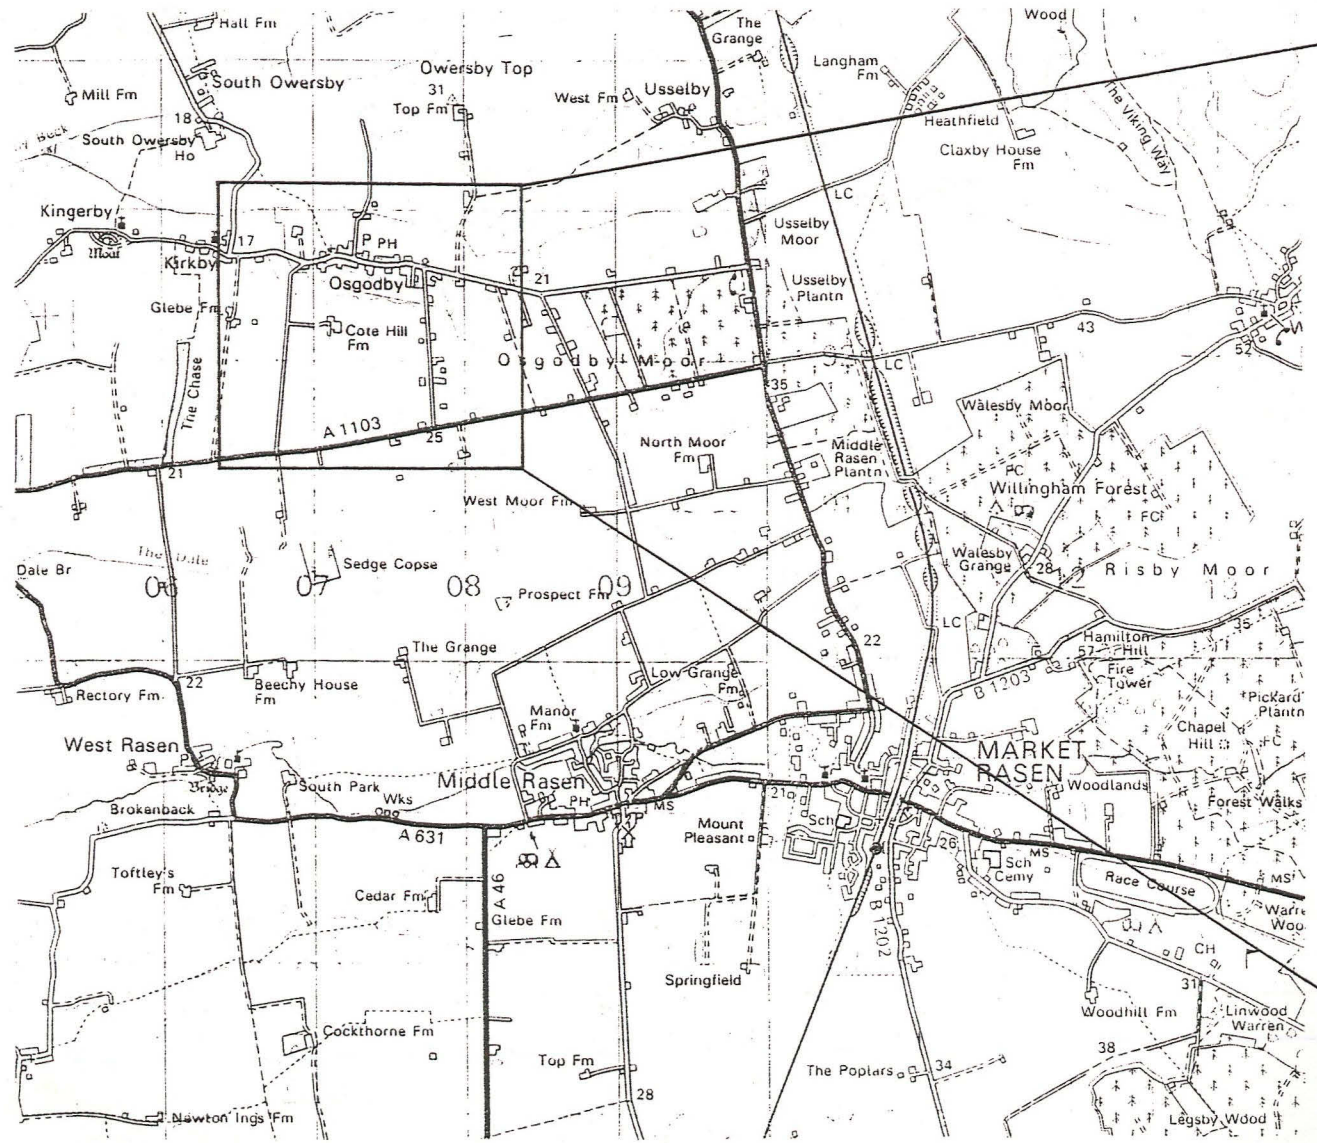 Hall Fm
The
Grange
Wood
South Owersby
Mill Fm
Owersby Top
31
Top Fm
West Fm
Usselby
Langham
Fm
Heathfield
Claxby House
Fm
The Viking Way
18
South Owersby
Ho
Beck
LC
Kingerby
Moat
Kirkby
17
P
PH
Osgodby
21
Usselby
Moor
Usselby
Plantn
Glebe Fm
Cote Hill
Fm
Osgodby Moor
43
52
W
LC
The Chase
A 1103
25
21
35
North Moor
Fm
Middle
Rasen
Plantn
Walesby Moor
FC
Willingham Forest
FC
West Moor Fm
The Dale
Dale Br
Sedge Copse
06
07
08
09
Prospect Fm
Walesby
Grange
28
Risby Moor
13
35
LC
22
Hamilton
Hill
57
Fire
Tower
B 1203
The Grange
Low Grange
Fm
Rectory Fm
22
Beechy House
Fm
Manor
Fm
Pickard
Plantn
Chapel
Hill
FC
West Rasen
P
Bridge
South Park
Wks
Middle Rasen
PH
MS
MARKET
RASEN
Woodlands
Forest Walks
Brokenback
A 631
21
Mount
Pleasant
Sch
26
Sch
Cemy
MS
Race Course
MS
Toftley's
Fm
Cedar Fm
A 46
Glebe Fm
B 1202
Springfield
CH
31
Woodhill Fm
Linwood
Warren
Cockthorne Fm
Top Fm
28
The Poplars
34
38
Newton Ings Fm
Legsby Wood